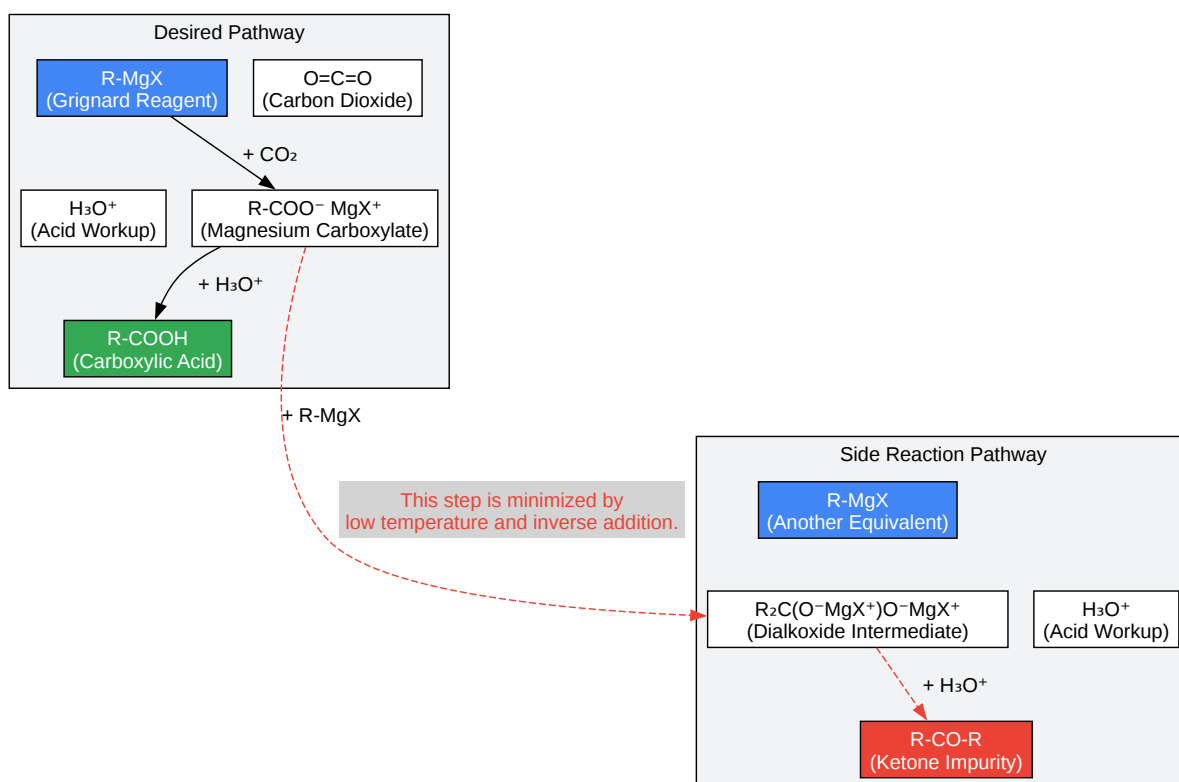 Desired Pathway
R-MgX
(Grignard Reagent)
O=C=O
(Carbon Dioxide)
+ CO₂
H₃O⁺
(Acid Workup)
R-COO⁻ MgX⁺
(Magnesium Carboxylate)
+ H₃O⁺
R-COOH
(Carboxylic Acid)
+ R-MgX
This step is minimized by
low temperature and inverse addition.
Side Reaction Pathway
R-MgX
(Another Equivalent)
R₂C(O⁻MgX⁺)O⁻MgX⁺
(Dialkoxide Intermediate)
H₃O⁺
(Acid Workup)
+ H₃O⁺
R-CO-R
(Ketone Impurity)